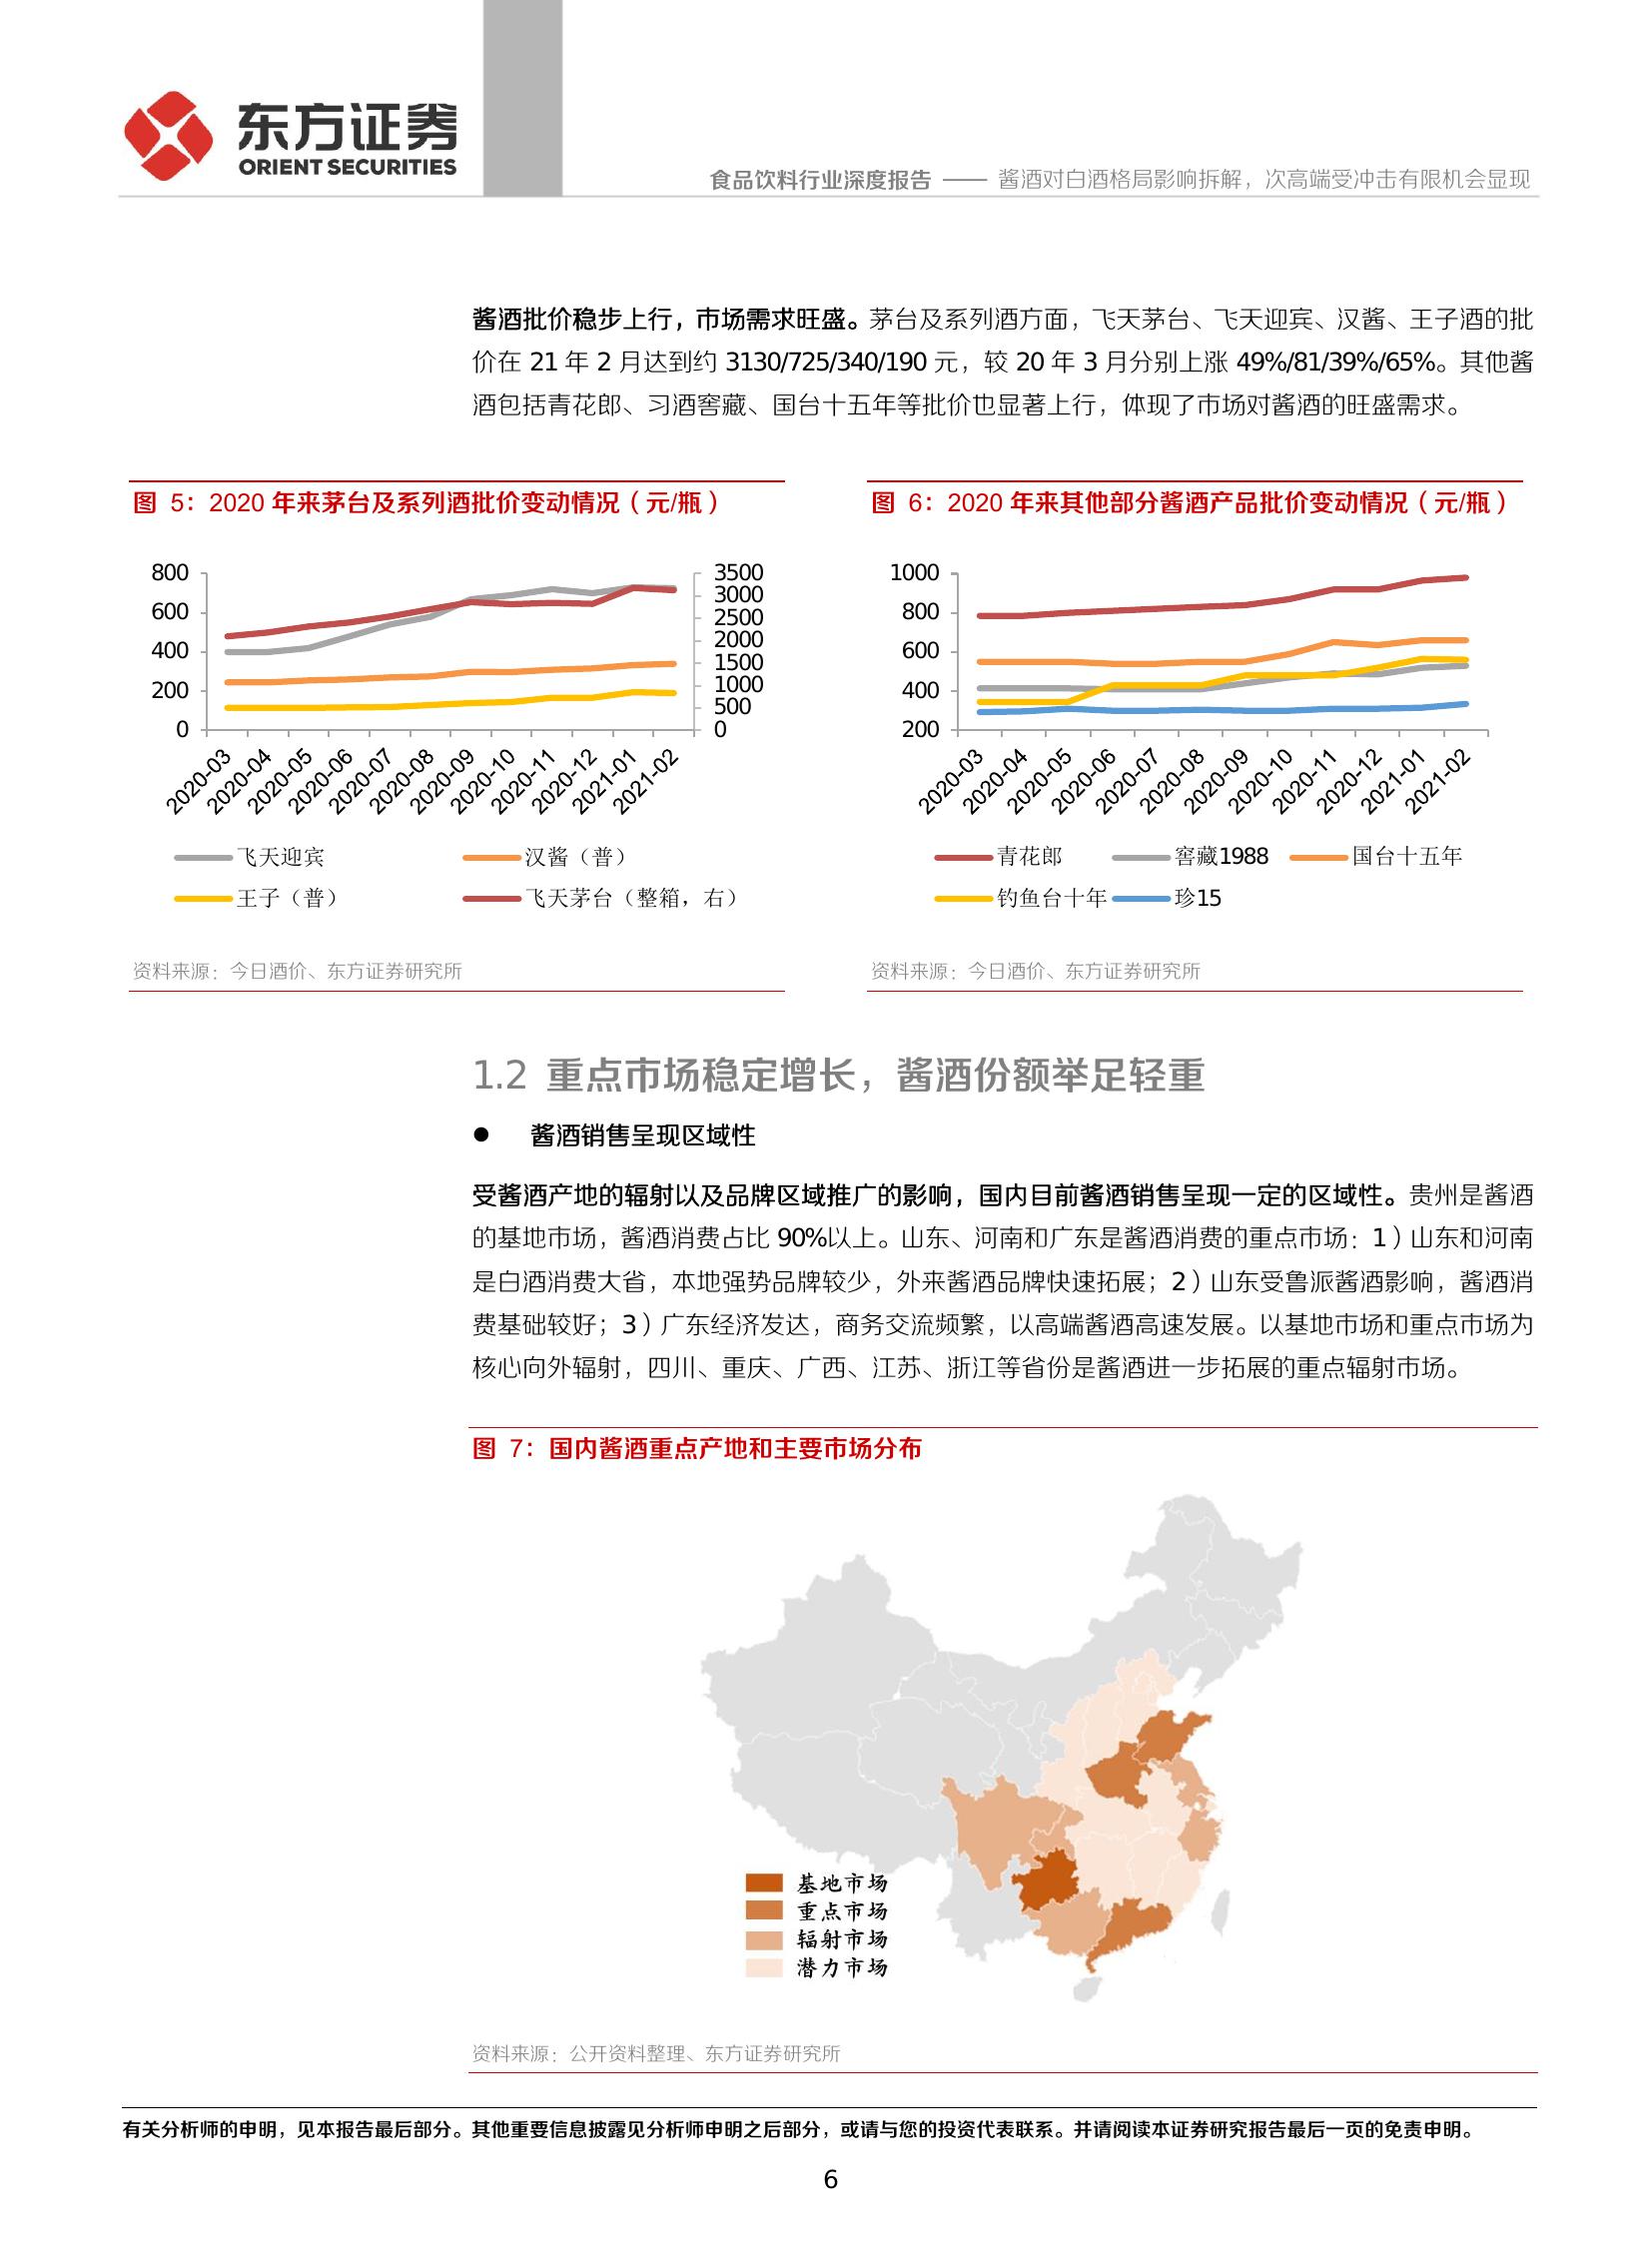 东方证券
ORIENT SECURITIES
食品饮料行业深度报告 —— 酱酒对白酒格局影响拆解，次高端受冲击有限机会显现
酱酒批价稳步上行，市场需求旺盛。茅台及系列酒方面，飞天茅台、飞天迎宾、汉酱、王子酒的批
价在 21 年 2 月达到约 3130/725/340/190 元，较 20 年 3 月分别上涨 49%/81/39%/65%。其他酱
酒包括青花郎、习酒窖藏、国台十五年等批价也显著上行，体现了市场对酱酒的旺盛需求。
图 5：2020 年来茅台及系列酒批价变动情况（元/瓶）
800
600
400
200
0
3500
3000
2500
2000
1500
1000
500
0
2020-03
2020-04
2020-05
2020-06
2020-07
2020-08
2020-09
2020-10
2020-11
2020-12
2021-01
2021-02
飞天迎宾
汉酱（普）
王子（普）
飞天茅台（整箱，右）
资料来源：今日酒价、东方证券研究所
图 6：2020 年来其他部分酱酒产品批价变动情况（元/瓶）
1000
800
600
400
200
2020-03
2020-04
2020-05
2020-06
2020-07
2020-08
2020-09
2020-10
2020-11
2020-12
2021-01
2021-02
青花郎
窖藏1988
国台十五年
钓鱼台十年
珍15
资料来源：今日酒价、东方证券研究所
1.2 重点市场稳定增长，酱酒份额举足轻重
● 酱酒销售呈现区域性
受酱酒产地的辐射以及品牌区域推广的影响，国内目前酱酒销售呈现一定的区域性。贵州是酱酒
的基地市场，酱酒消费占比 90%以上。山东、河南和广东是酱酒消费的重点市场：1）山东和河南
是白酒消费大省，本地强势品牌较少，外来酱酒品牌快速拓展；2）山东受鲁派酱酒影响，酱酒消
费基础较好；3）广东经济发达，商务交流频繁，以高端酱酒高速发展。以基地市场和重点市场为
核心向外辐射，四川、重庆、广西、江苏、浙江等省份是酱酒进一步拓展的重点辐射市场。
图 7：国内酱酒重点产地和主要市场分布
基地市场
重点市场
辐射市场
潜力市场
资料来源：公开资料整理、东方证券研究所
有关分析师的申明，见本报告最后部分。其他重要信息披露见分析师申明之后部分，或请与您的投资代表联系。并请阅读本证券研究报告最后一页的免责申明。
6